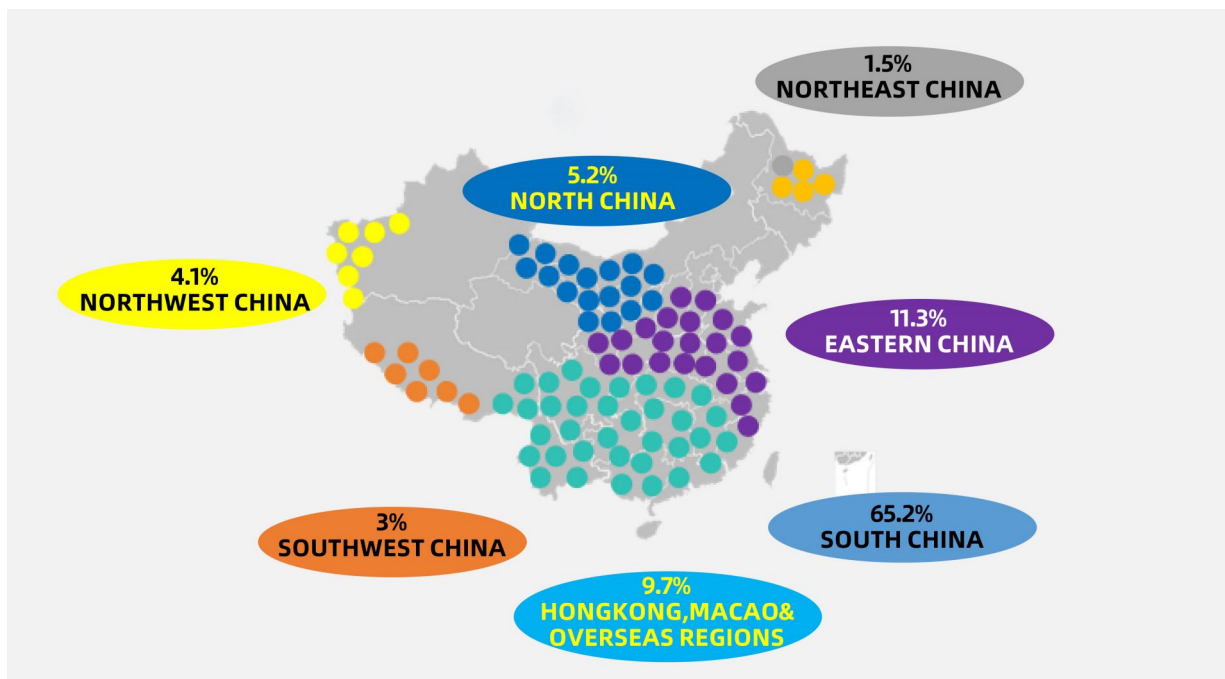 1.5%
NORTHEAST CHINA
5.2%
NORTH CHINA
4.1%
NORTHWEST CHINA
11.3%
EASTERN CHINA
65.2%
SOUTH CHINA
3%
SOUTHWEST CHINA
9.7%
HONGKONG,MACAO&
OVERSEAS REGIONS